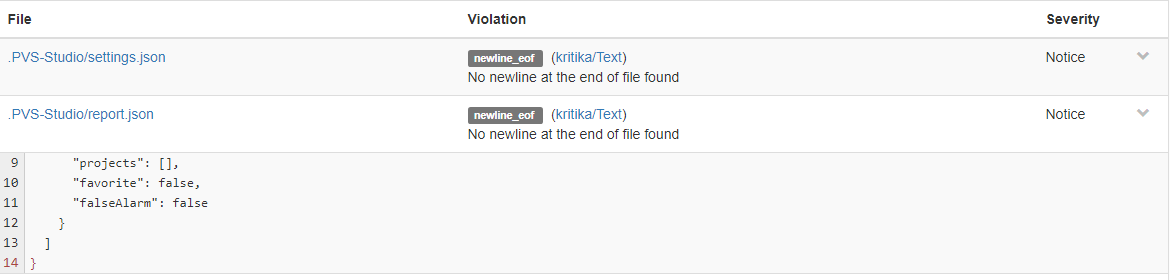 File Violation Severity
.PVS-Studio/settings.json newline_eof (kritika/Text) Notice
No newline at the end of file found
.PVS-Studio/report.json newline_eof (kritika/Text) Notice
No newline at the end of file found
9 "projects": [],
10 "favorite": false,
11 "falseAlarm": false
12 }
13 ]
14 }